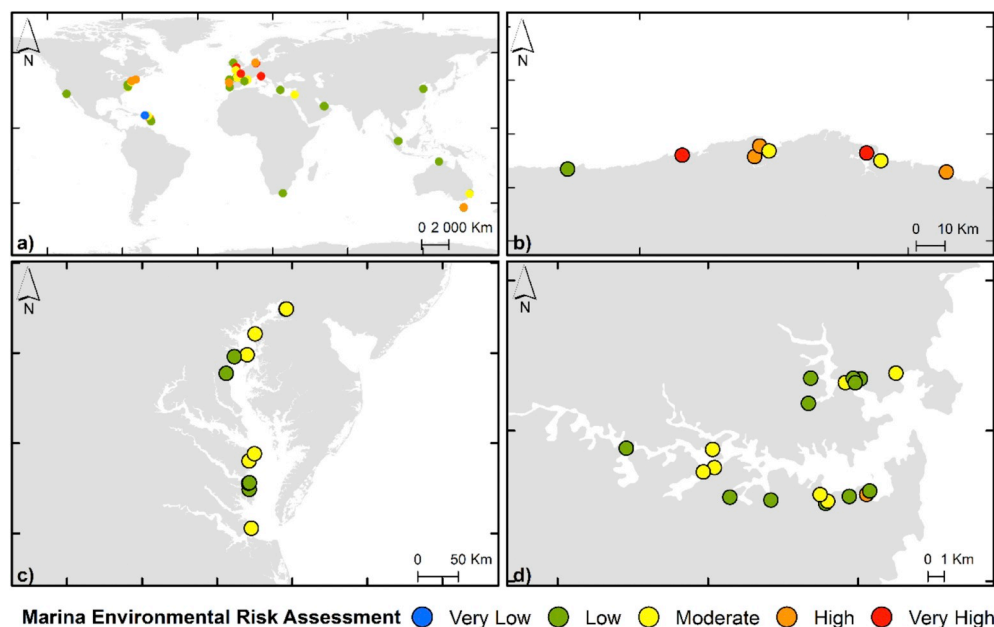 N
a)
0 2 000 Km
N
b)
0 10 Km
N
c)
0 50 Km
N
d)
0 1 Km
Marina Environmental Risk Assessment Very Low Low Moderate High Very High